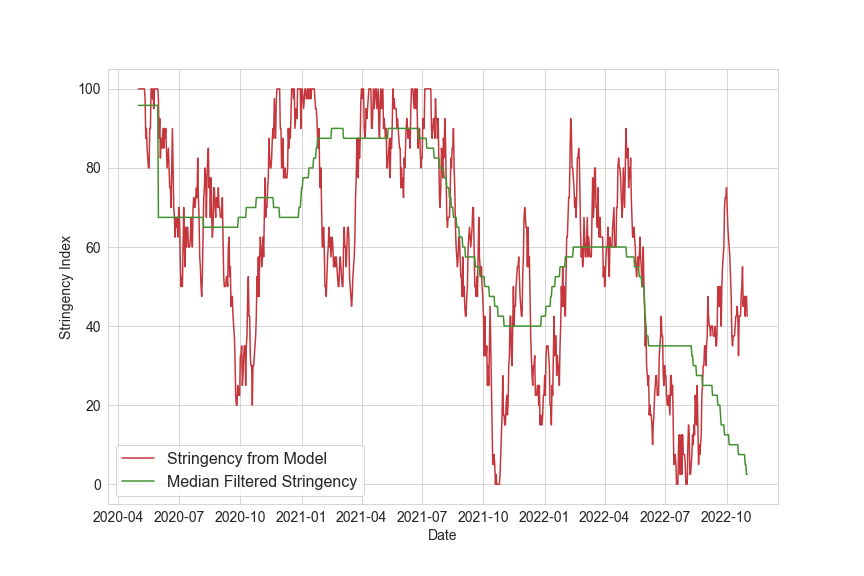 100
80
60
40
20
0
Stringency Index
Stringency from Model
Median Filtered Stringency
2020-04 2020-07 2020-10 2021-01 2021-04 2021-07 2021-10 2022-01 2022-04 2022-07 2022-10
Date